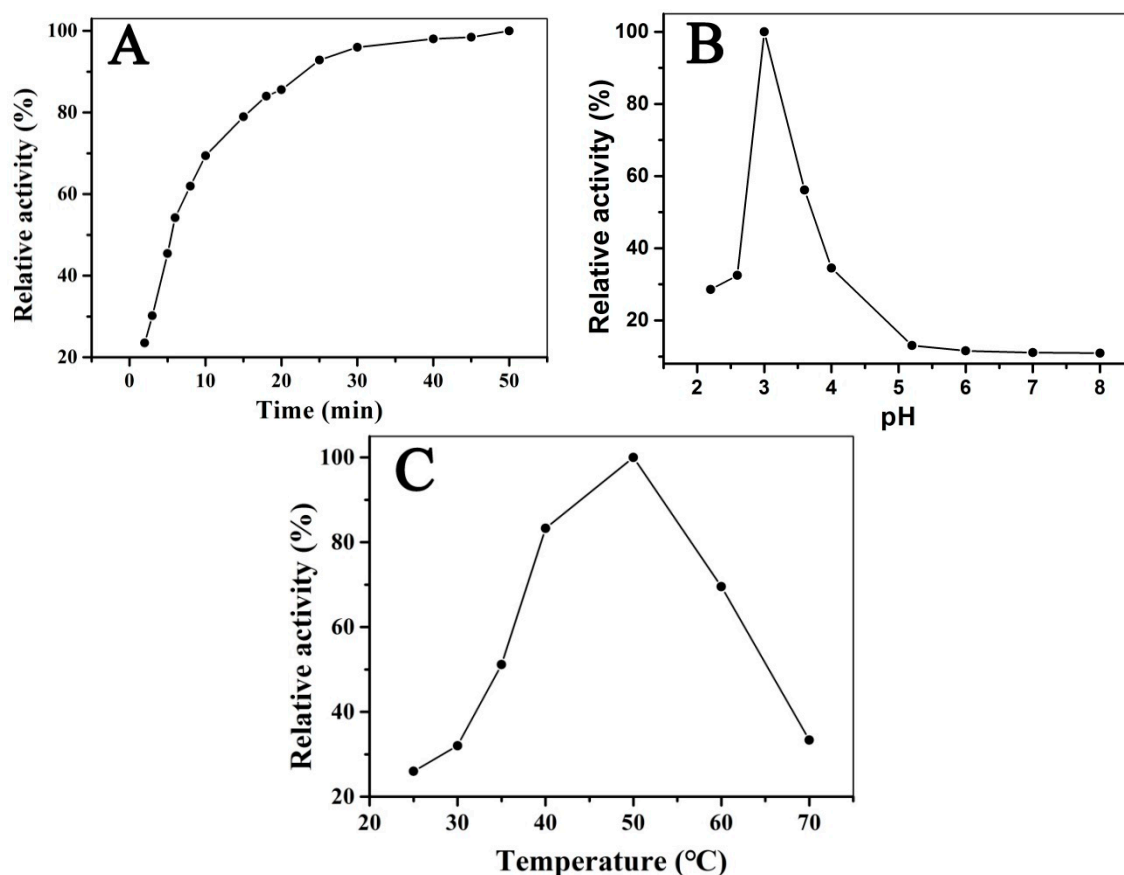 A
Relative activity (%)
100
80
60
40
20
0 10 20 30 40 50
Time (min)
B
Relative activity (%)
100
80
60
40
20
2 3 4 5 6 7 8
pH
C
Relative activity (%)
100
80
60
40
20
20 30 40 50 60 70
Temperature (℃)